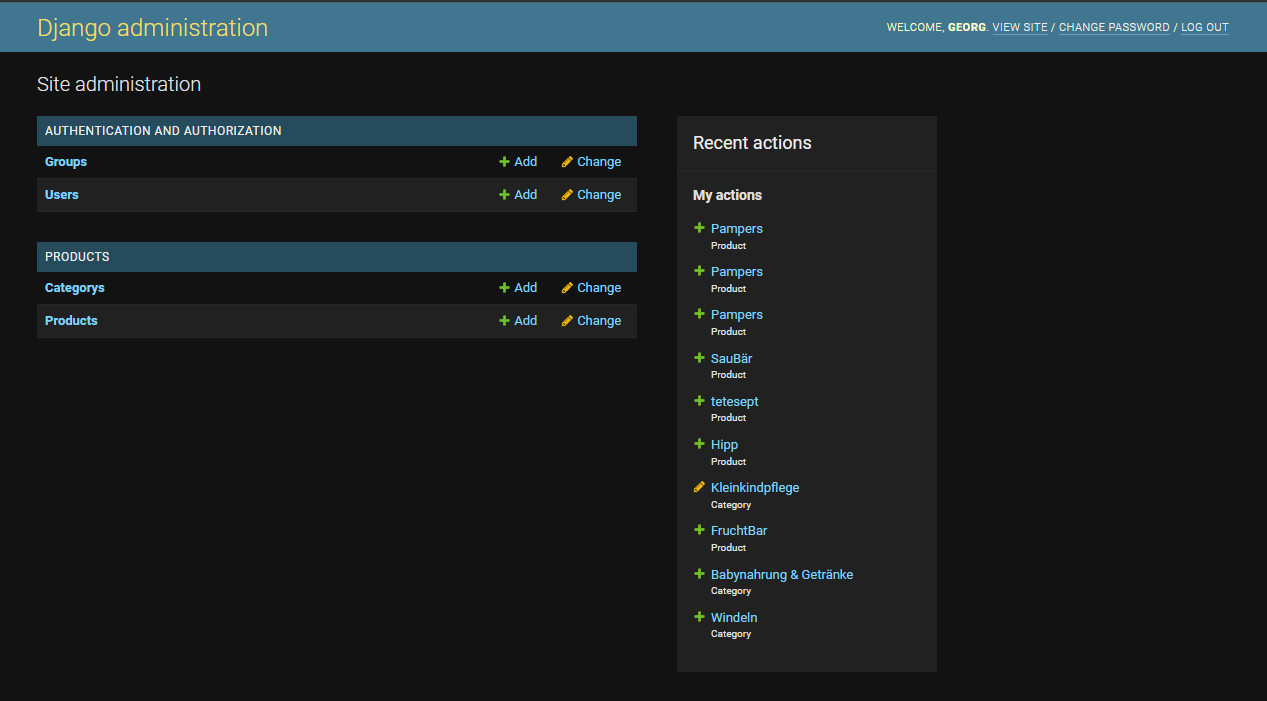 Django administration
WELCOME, GEORG. VIEW SITE / CHANGE PASSWORD / LOG OUT
Site administration
AUTHENTICATION AND AUTHORIZATION
Groups Add Change
Users Add Change
PRODUCTS
Categorys Add Change
Products Add Change
Recent actions
My actions
Pampers
Product
Pampers
Product
Pampers
Product
SauBär
Product
tetesept
Product
Hipp
Product
Kleinkindpflege
Category
FruchtBar
Product
Babynahrung & Getränke
Category
Windeln
Category